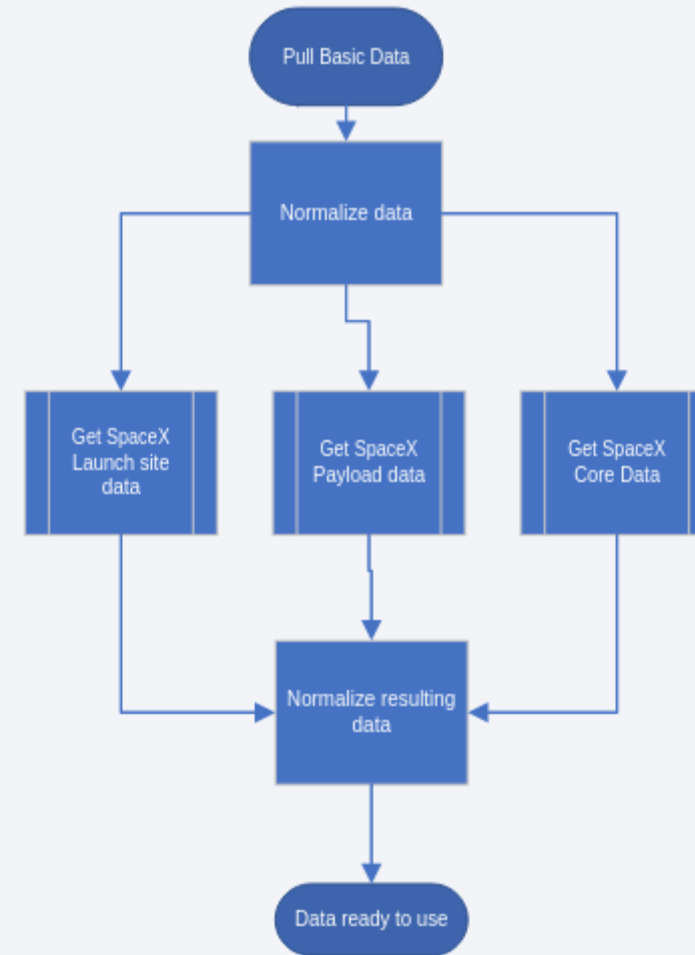 Pull Basic Data
Normalize data
Get SpaceX
Launch site
data
Get SpaceX
Payload data
Get SpaceX
Core Data
Normalize resulting
data
Data ready to use